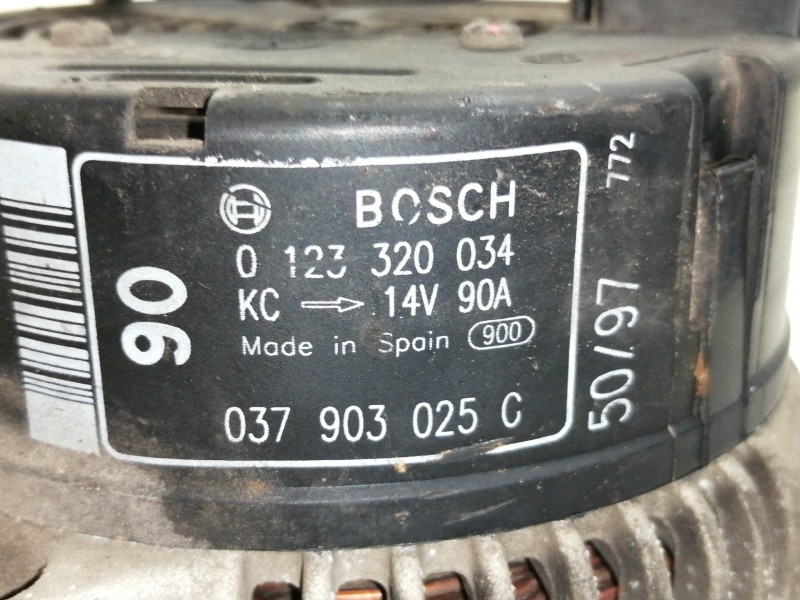 BOSCH
0 123 320 034
KC → 14V 90A
Made in Spain 900
037 903 025 C
90
50/97
772